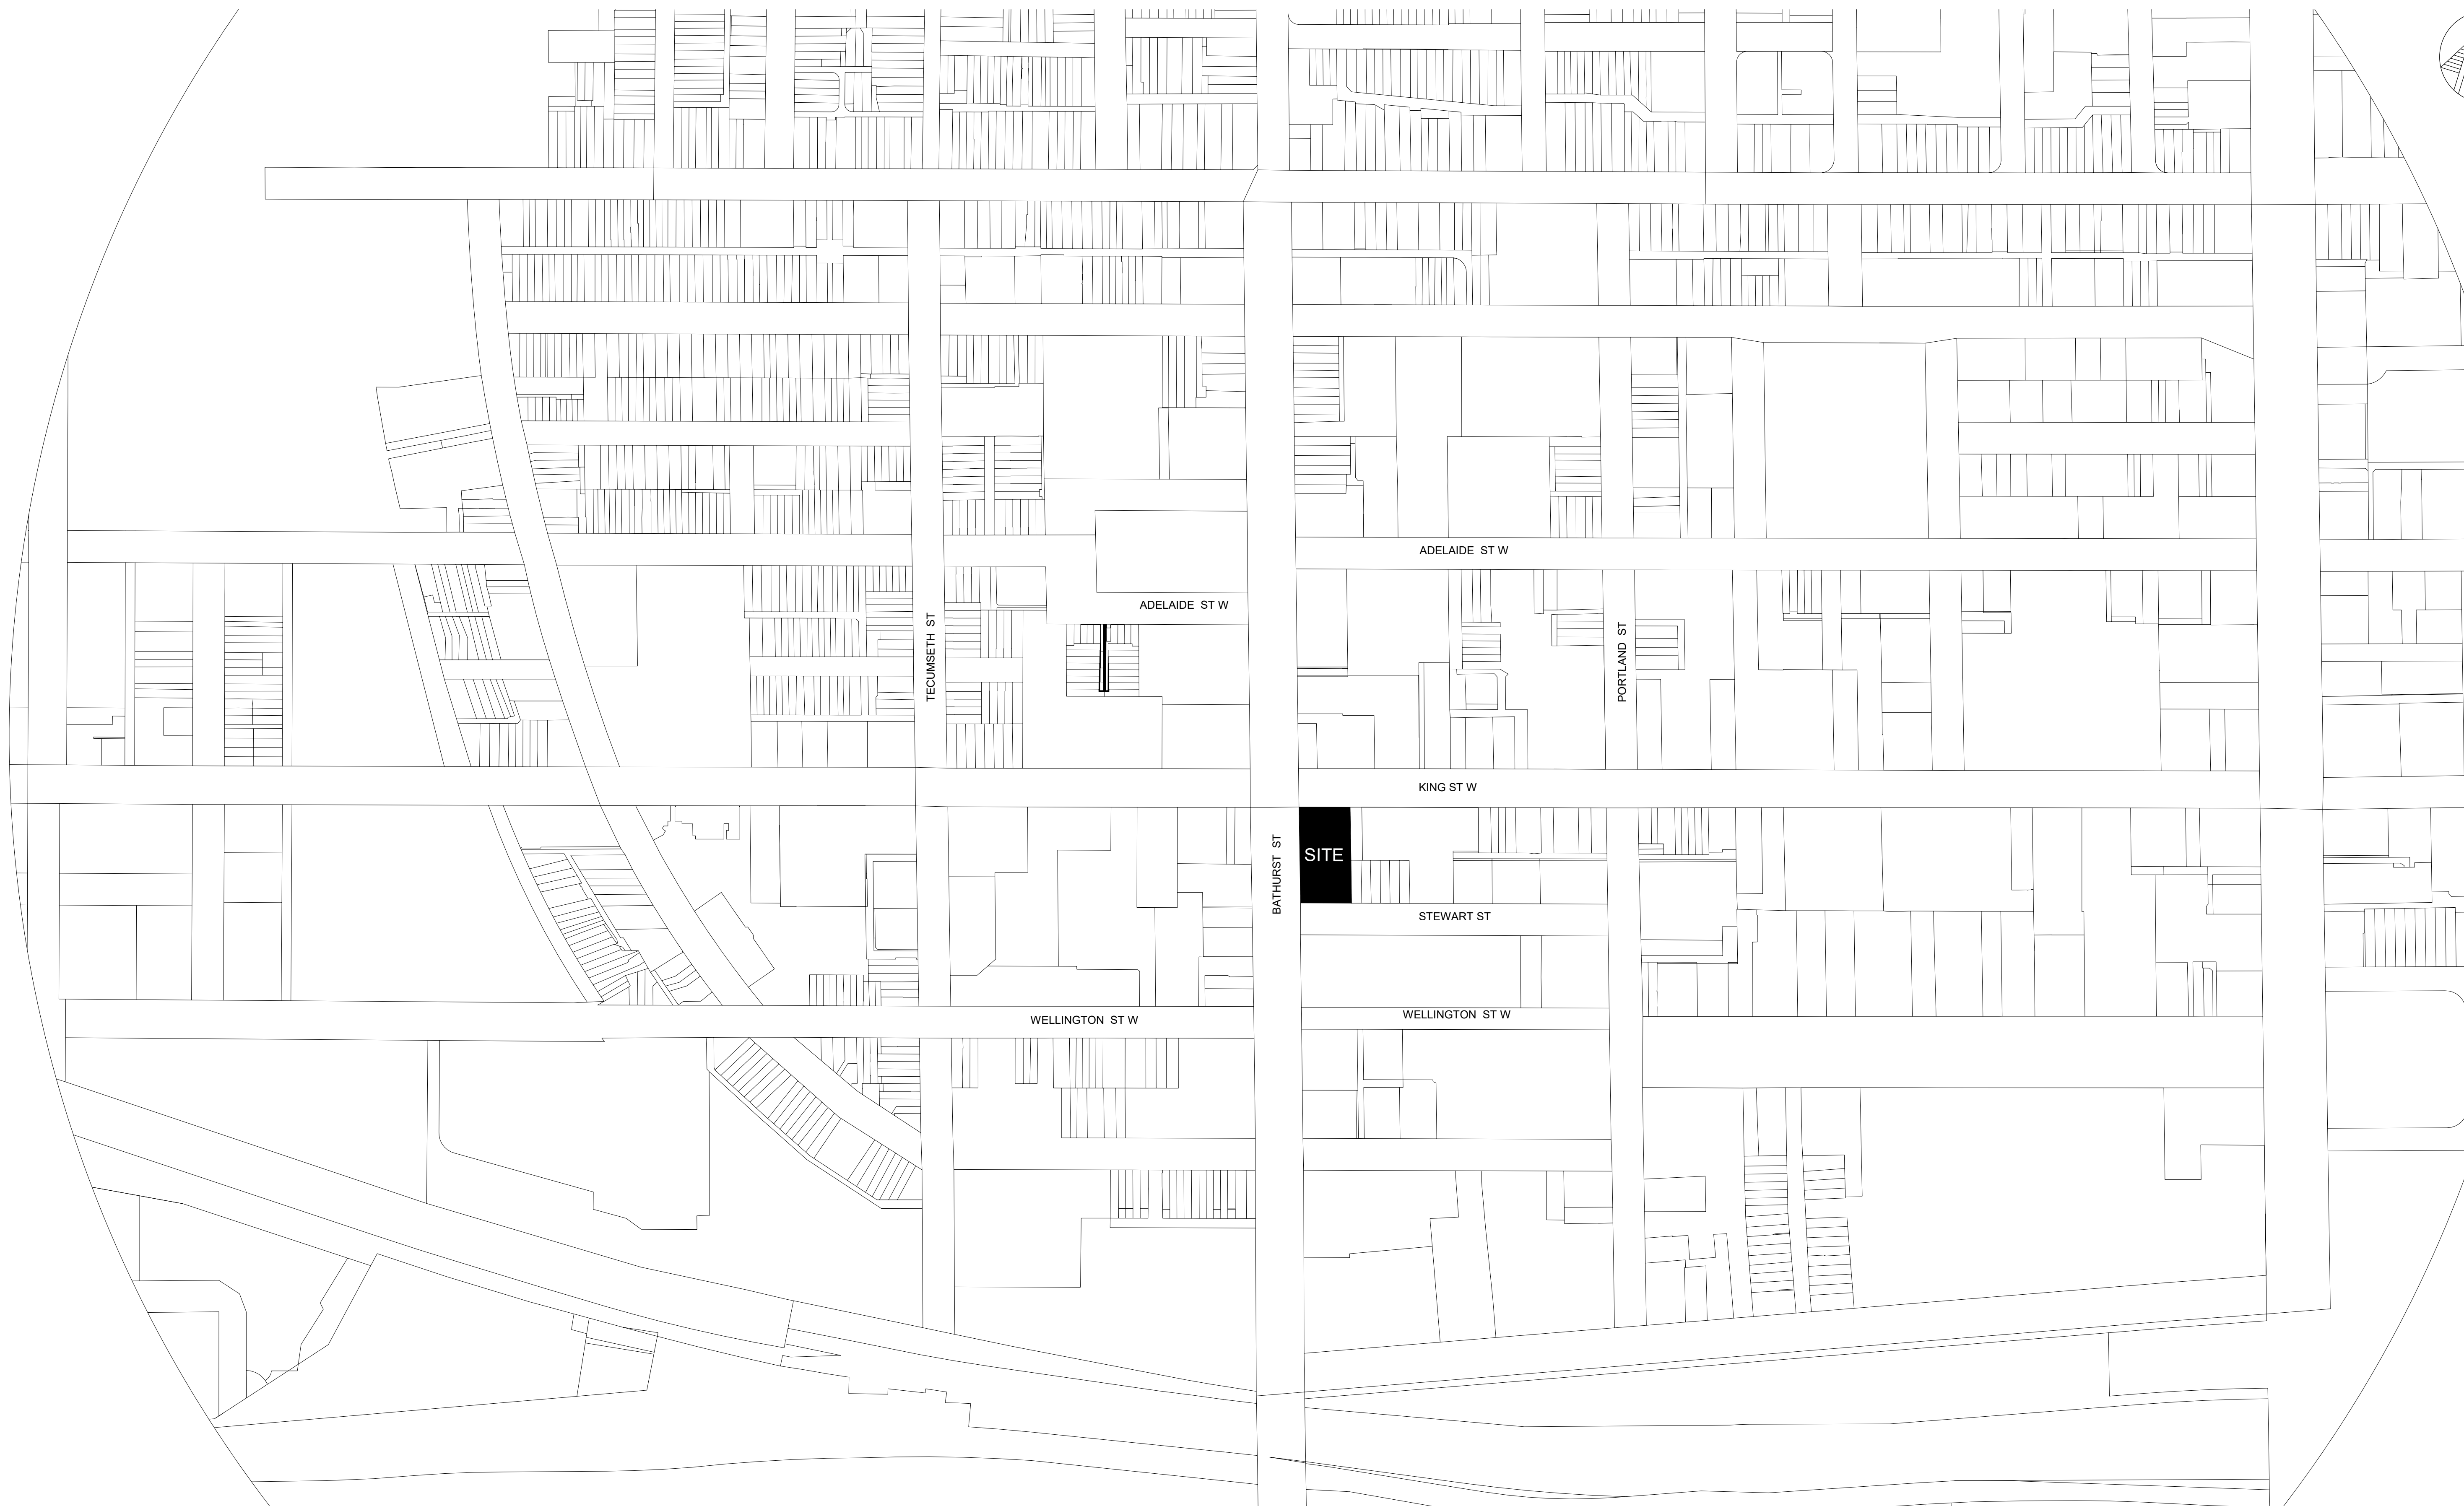 ADELAIDE ST W
ADELAIDE ST W
TECUMSETH ST
PORTLAND ST
KING ST W
BATHURST ST
SITE
STEWART ST
WELLINGTON ST W
WELLINGTON ST W